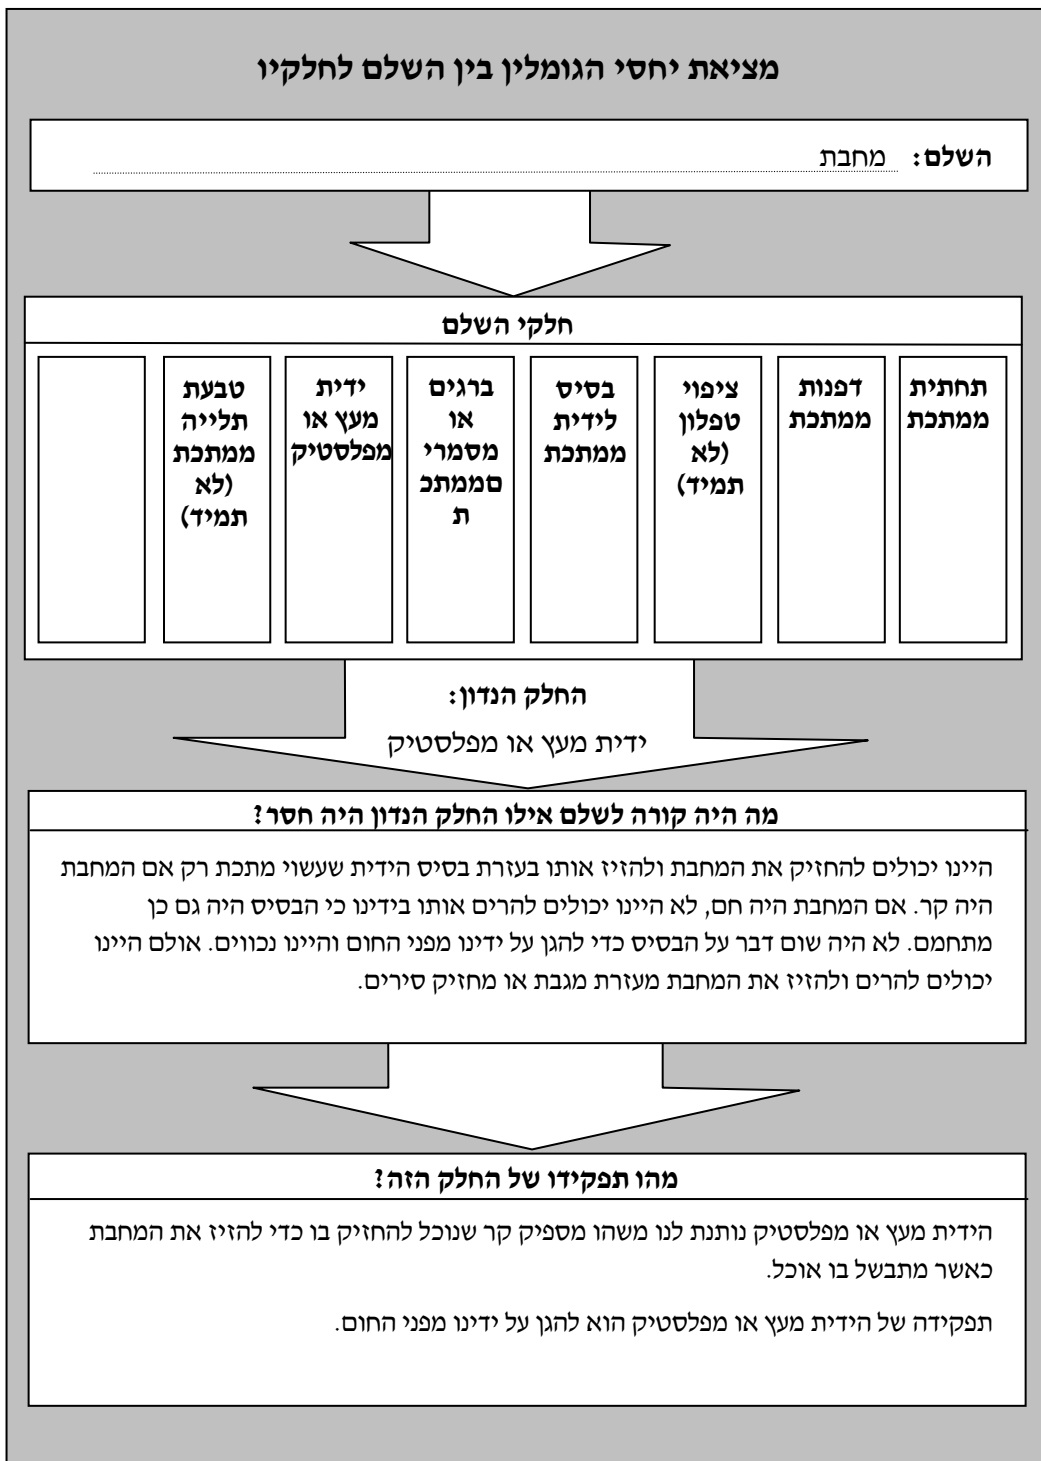 מציאת יחסי הגומלין בין השלם לחלקיו
השלם: מחבת
חלקי השלם
תחתית
ממתכת
דפנות
ממתכת
ציפוי
טפלון
(לא
תמיד)
בסיס
לידית
ממתכת
ברגים
או
מסמרי
םממתכ
ת
ידית
מעץ או
מפלסטיק
טבעת
תלייה
ממתכת
(לא
תמיד)
החלק הנדון:
ידית מעץ או מפלסטיק
מה היה קורה לשלם אילו החלק הנדון היה חסר?
היינו יכולים להחזיק את המחבת ולהזיז אותו בעזרת בסיס הידית שעשוי מתכת רק אם המחבת
היה קר. אם המחבת היה חם, לא היינו יכולים להרים אותו בידינו כי הבסיס היה גם כן
מתחמם. לא היה שום דבר על הבסיס כדי להגן על ידינו מפני החום והיינו נכווים. אולם היינו
יכולים להרים ולהזיז את המחבת מעזרת מגבת או מחזיק סירים.
מהו תפקידו של החלק הזה?
הידית מעץ או מפלסטיק נותנת לנו משהו מספיק קר שנוכל להחזיק בו כדי להזיז את המחבת
כאשר מתבשל בו אוכל.
תפקידה של הידית מעץ או מפלסטיק הוא להגן על ידינו מפני החום.